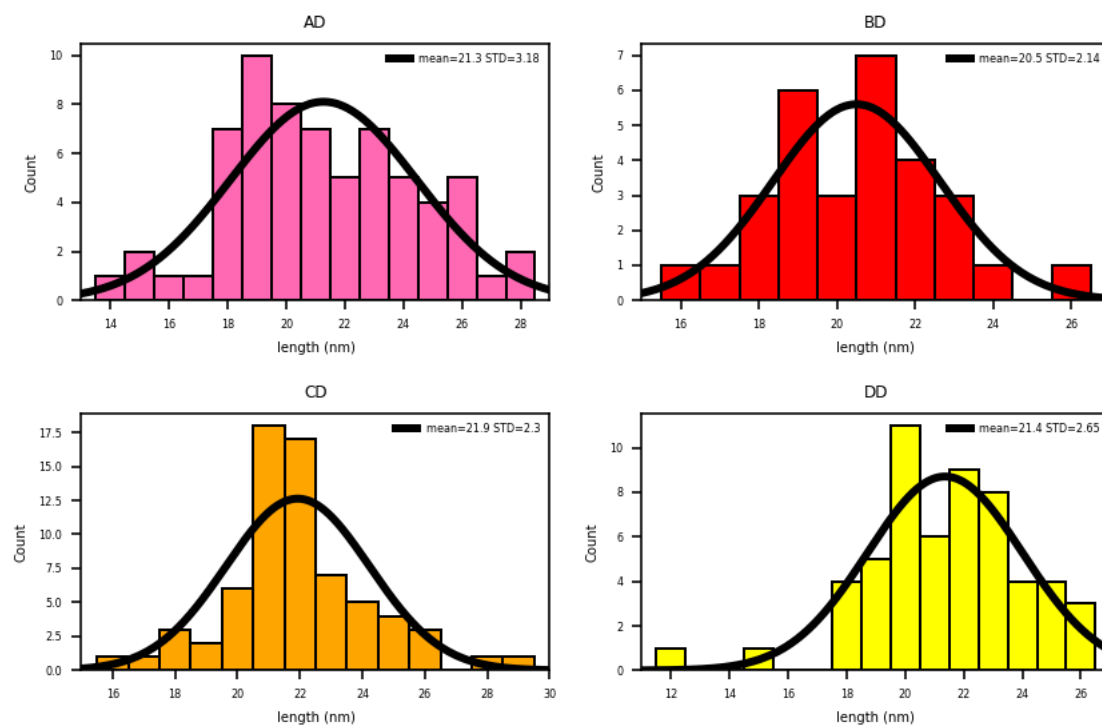 AD
mean=21.3 STD=3.18
10
8
6
4
2
0
Count
14 16 18 20 22 24 26 28
length (nm)
BD
mean=20.5 STD=2.14
7
6
5
4
3
2
1
0
Count
16 18 20 22 24 26
length (nm)
CD
mean=21.9 STD=2.3
17.5
15.0
12.5
10.0
7.5
5.0
2.5
0.0
Count
16 18 20 22 24 26 28 30
length (nm)
DD
mean=21.4 STD=2.65
10
8
6
4
2
0
Count
12 14 16 18 20 22 24 26
length (nm)